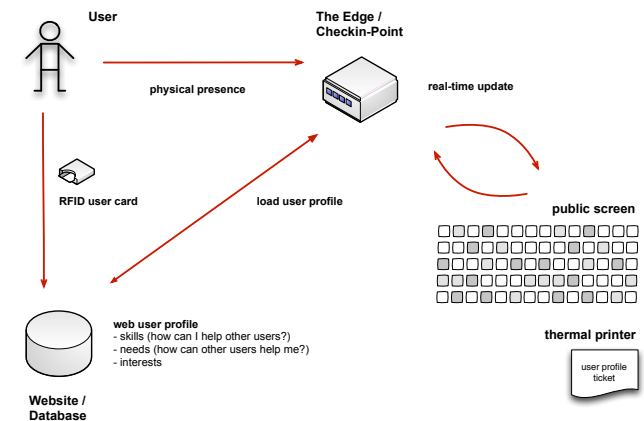 User
The Edge /
Checkin-Point
physical presence
real-time update
RFID user card
load user profile
public screen
web user profile
- skills (how can I help other users?)
- needs (how can other users help me?)
- interests
thermal printer
user profile
ticket
Website /
Database